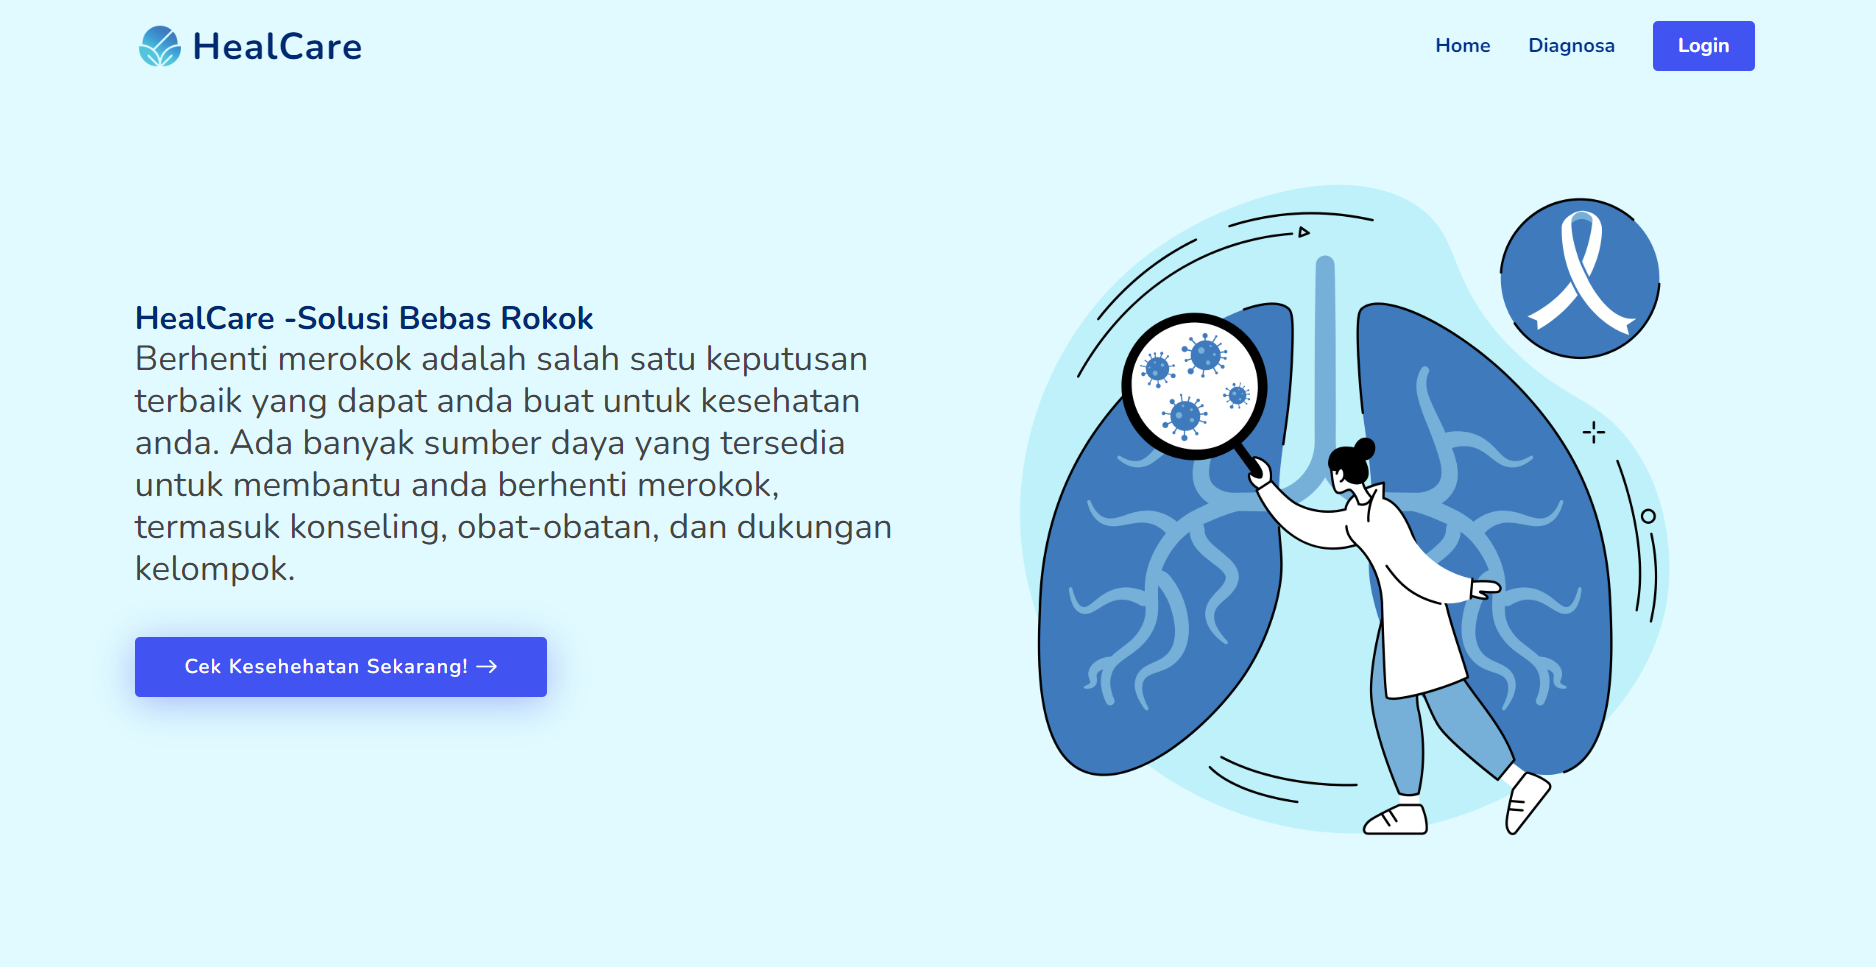 HealCare
Home
Diagnosa
Login
HealCare -Solusi Bebas Rokok
Berhenti merokok adalah salah satu keputusan
terbaik yang dapat anda buat untuk kesehatan
anda. Ada banyak sumber daya yang tersedia
untuk membantu anda berhenti merokok,
termasuk konseling, obat-obatan, dan dukungan
kelompok.
Cek Kesehehatan Sekarang! →